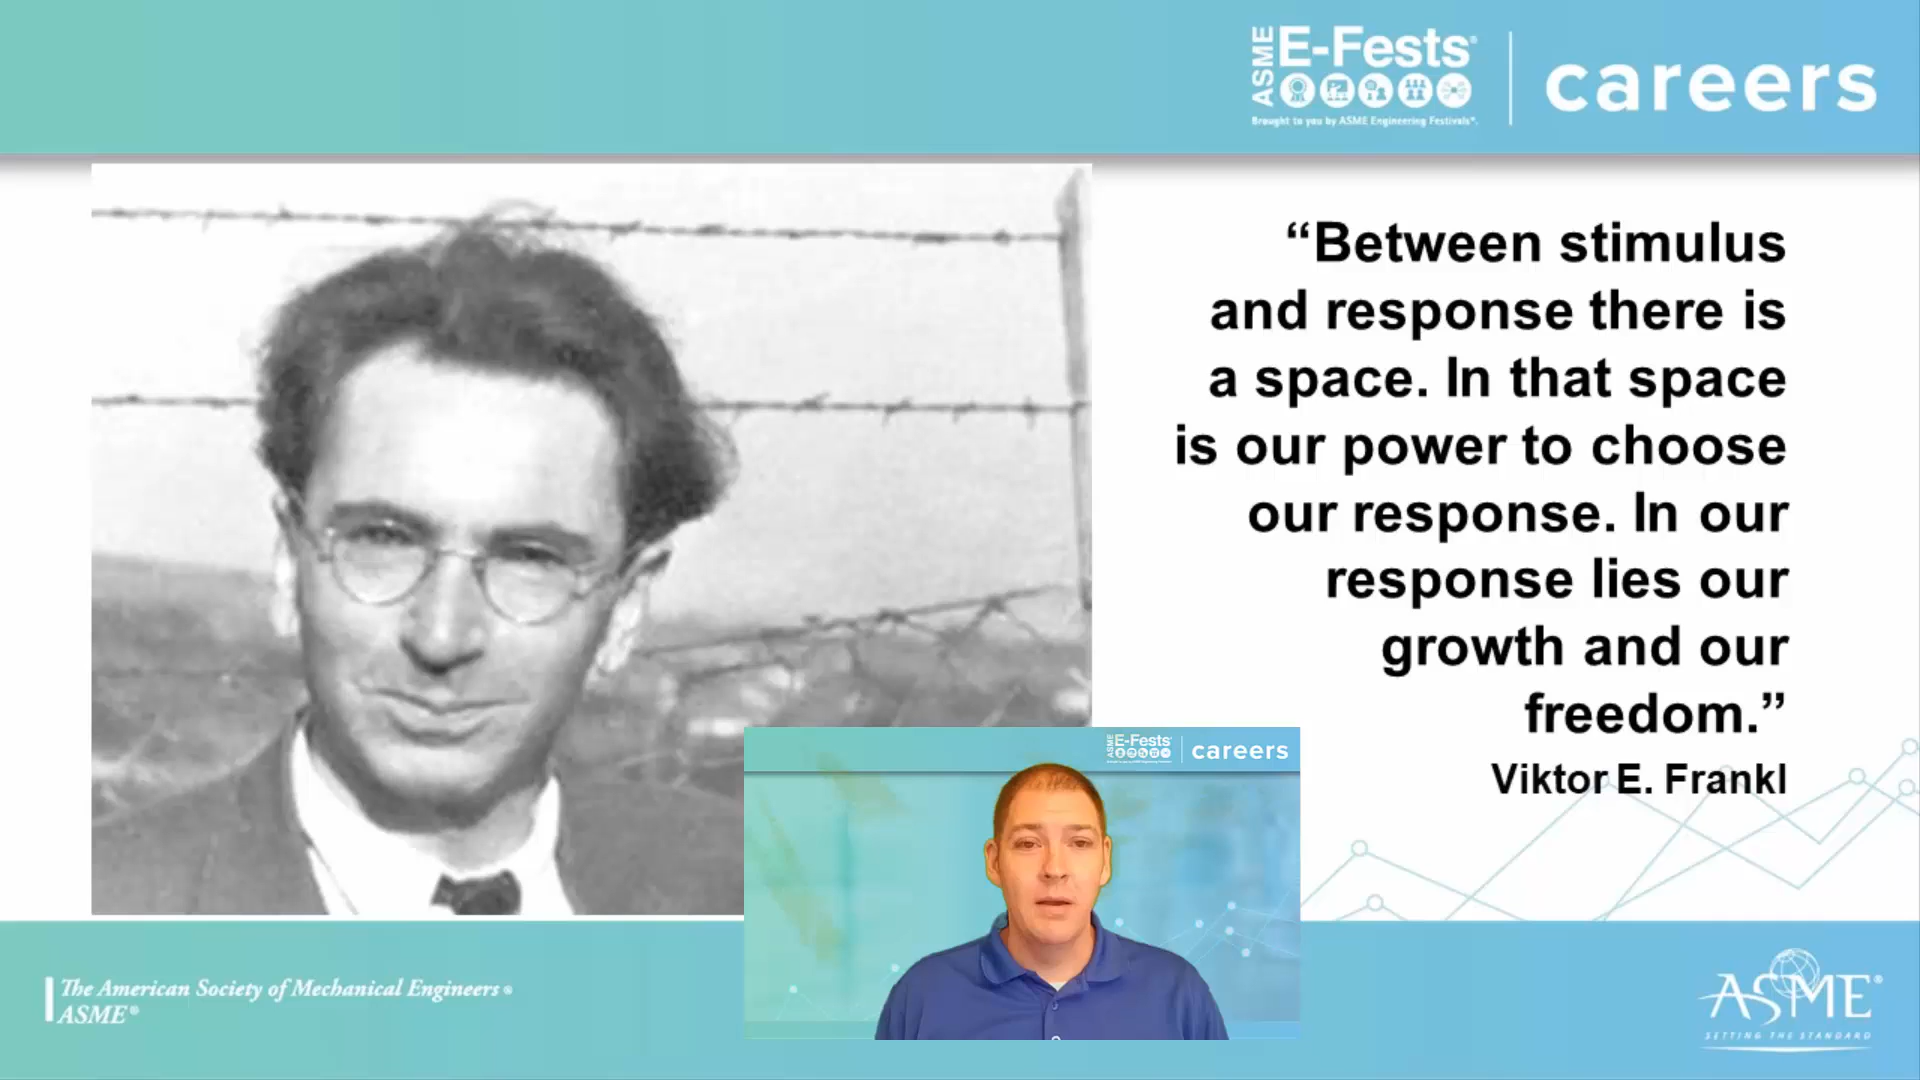 ASME
E-Fests®
Brought to you by ASME Engineering Festivals®.
careers
“Between stimulus
and response there is
a space. In that space
is our power to choose
our response. In our
response lies our
growth and our
freedom.”
Viktor E. Frankl
ASME
E-Fests
careers
The American Society of Mechanical Engineers®
ASME®
ASME®
SETTING THE STANDARD